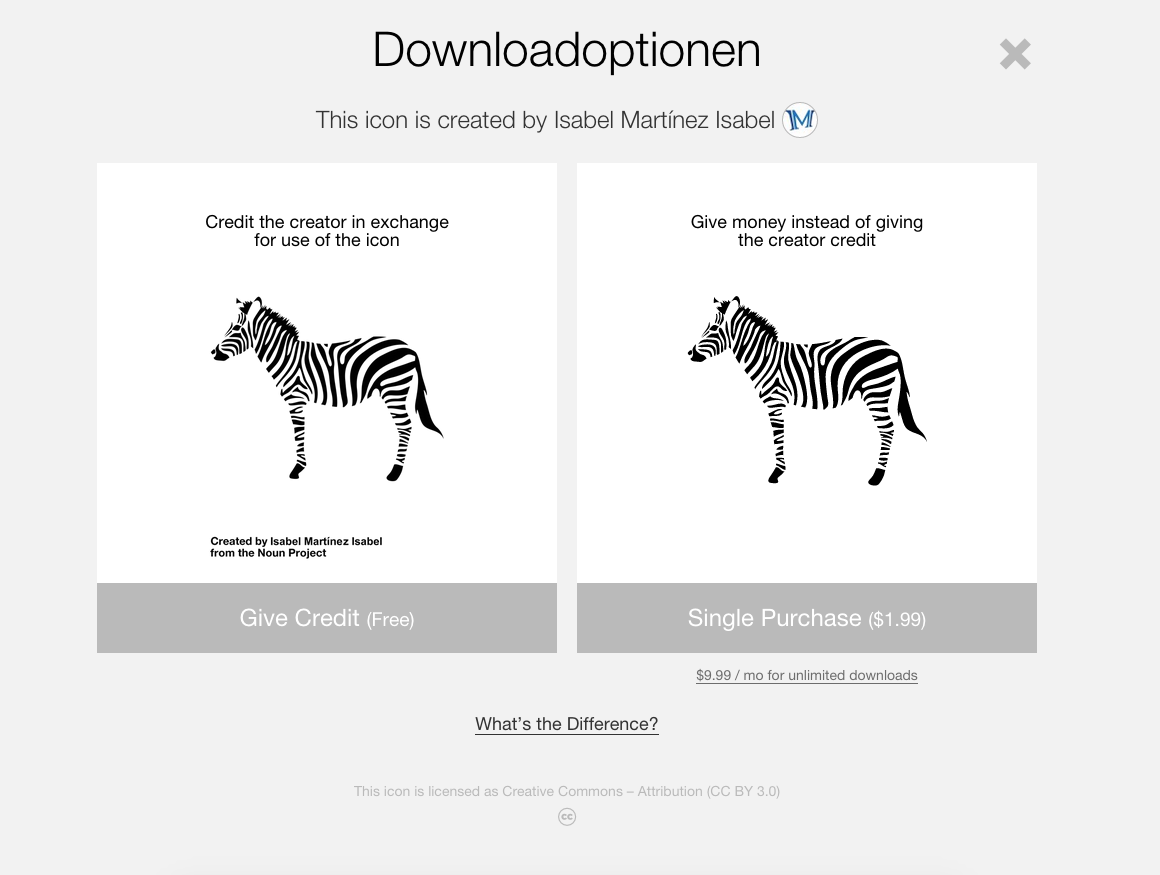 Downloadoptionen
This icon is created by Isabel Martínez Isabel
Credit the creator in exchange
for use of the icon
Created by Isabel Martínez Isabel
from the Noun Project
Give Credit (Free)
Give money instead of giving
the creator credit
Single Purchase ($1.99)
$9.99 / mo for unlimited downloads
What’s the Difference?
This icon is licensed as Creative Commons – Attribution (CC BY 3.0)
cc